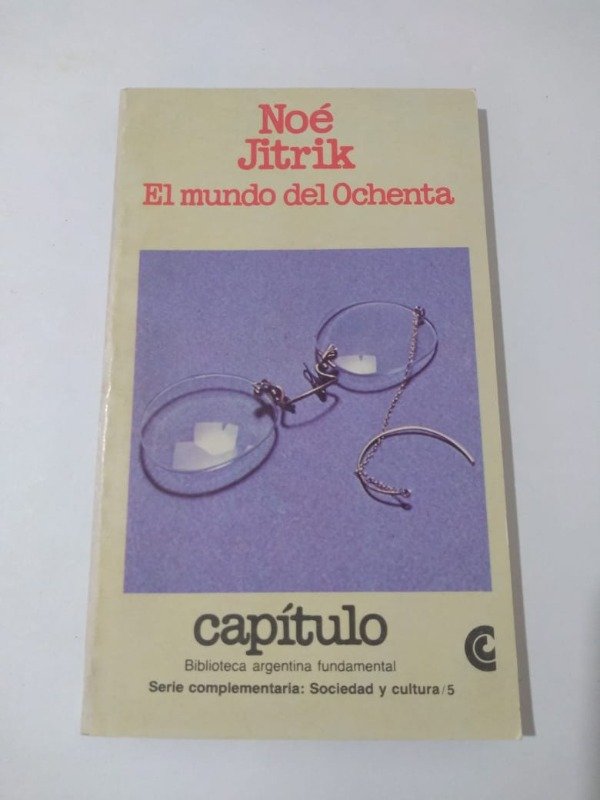 Noé
Jitrik
El mundo del Ochenta
capítulo
Biblioteca argentina fundamental
Serie complementaria: Sociedad y cultura/5